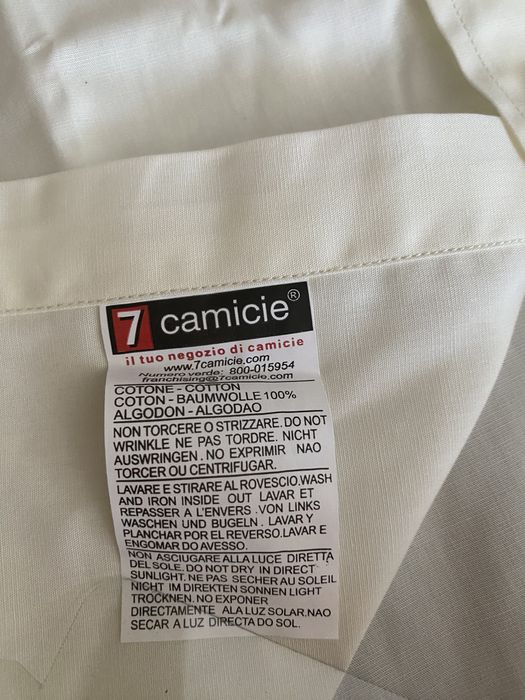 7 camicie®
il tuo negozio di camicie
www.7camicie.com
Numero verde: 800-015954
franchising@7camicie.com
COTONE - COTTON
COTON - BAUMWOLLE 100%
ALGODON - ALGODAO
NON TORCERE O STRIZZARE. DO NOT
WRINKLE NE PAS TORDRE. NICHT
AUSWRINGEN. NO EXPRIMIR NAO
TORCER OU CENTRIFUGAR.
LAVARE E STIRARE AL ROVESCIO.WASH
AND IRON INSIDE OUT LAVAR ET
REPASSER A L'ENVERS .VON LINKS
WASCHEN UND BUGELN . LAVAR Y
PLANCHAR POR EL REVERSO.LAVAR E
ENGOMAR DO AVESSO.
NON ASCIUGARE ALLA LUCE DIRETTA
DEL SOLE. DO NOT DRY IN DIRECT
SUNLIGHT. NE PAS SECHER AU SOLEIL
NICHT IM DIREKTEN SONNEN LIGHT
TROCKNEN. NO EXPONER
DIRECTAMENTE ALA LUZ SOLAR.NAO
SECAR A LUZ DIRECTA DO SOL.